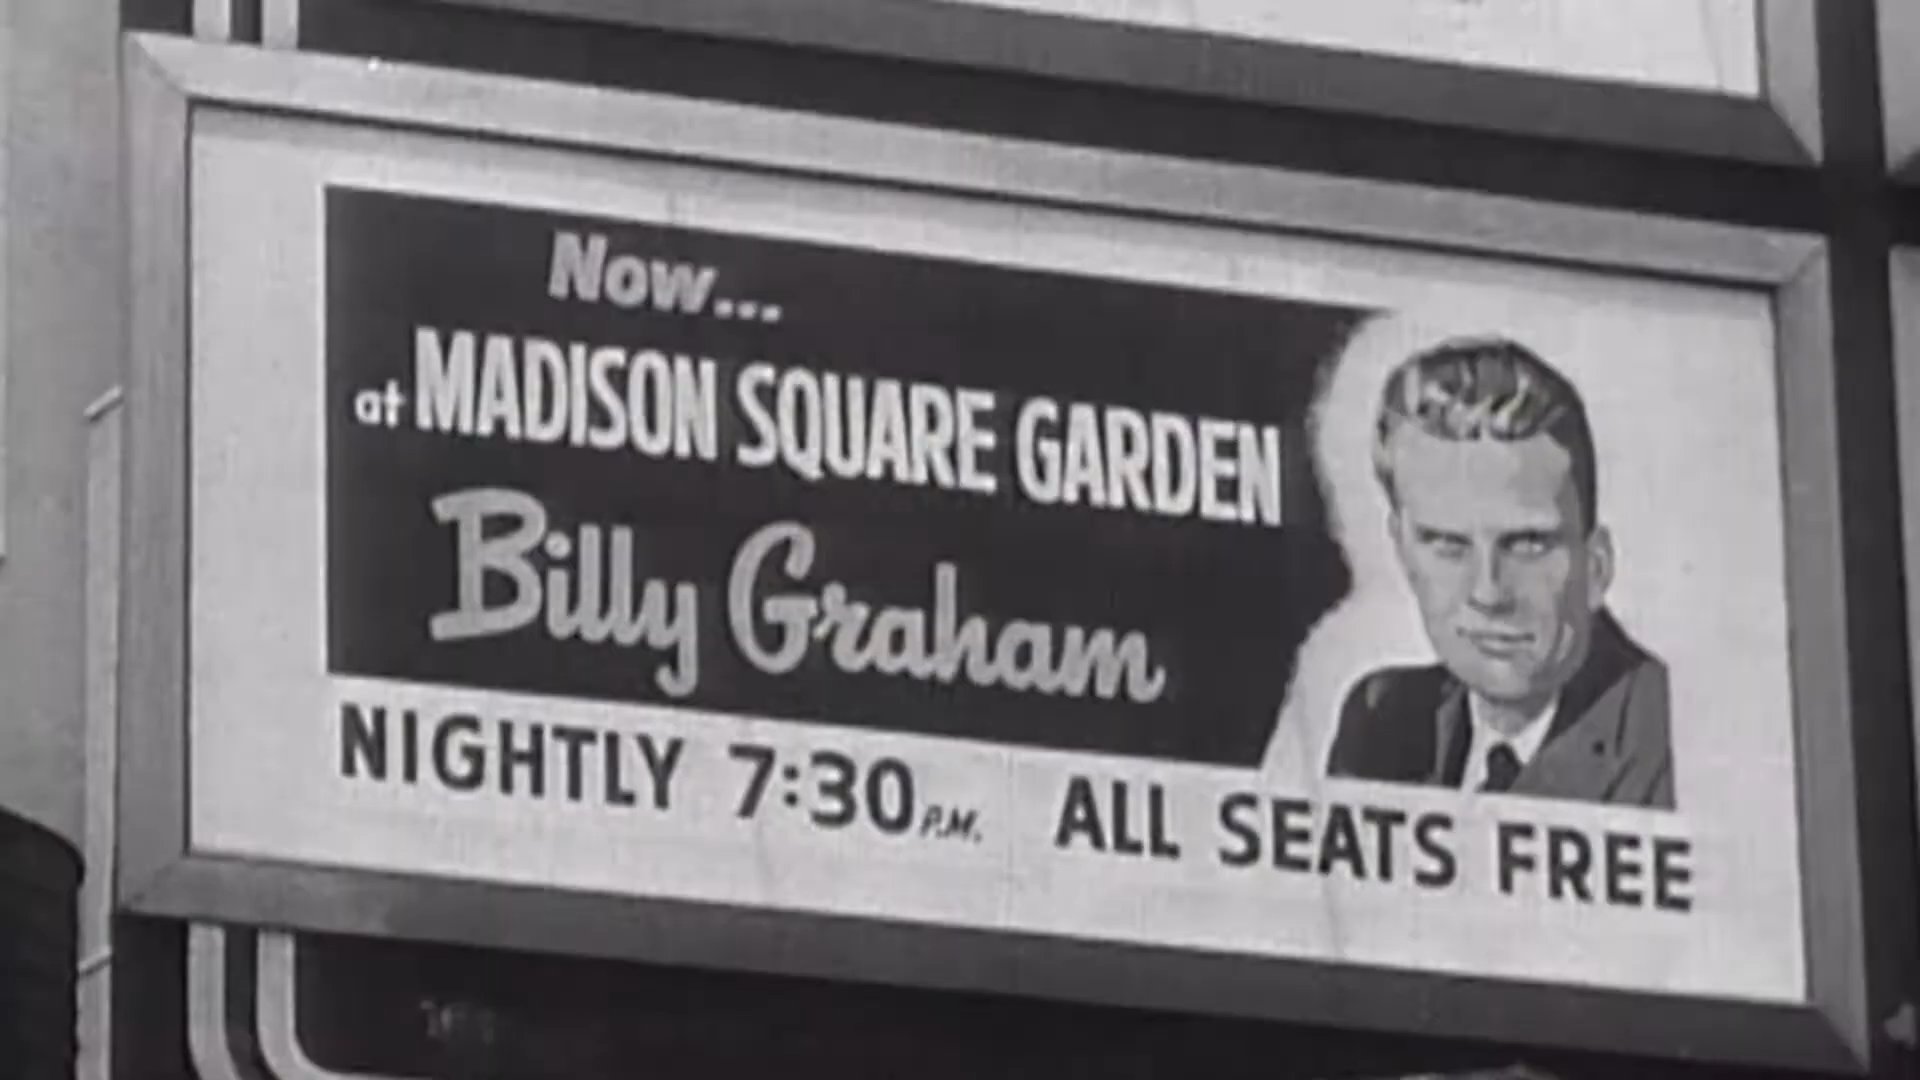 Now...
at MADISON SQUARE GARDEN
Billy Graham
NIGHTLY 7:30 P.M. ALL SEATS FREE